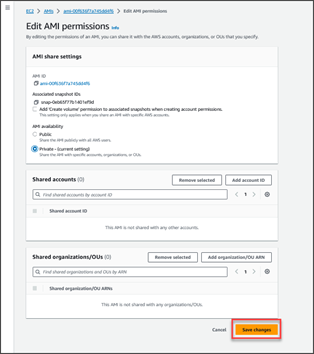 EC2 > AMIs > ami-00f636f7a745dd4f6 > Edit AMI permissions
Edit AMI permissions Info
By editing the permissions of an AMI, you can share it with the AWS accounts, organizations, or OUs that you specify.
AMI share settings
AMI ID
ami-00f636f7a745dd4f6
Associated snapshot IDs
snap-0eb65f77b1401ef9d
Add 'Create volume' permission to associated snapshots when creating account permissions.
This setting only applies when you share an AMI with specific AWS accounts.
AMI availability
Public
Share the AMI publicly with all AWS users.
Private - (current setting)
Share the AMI with specific accounts, organizations, or OUs.
Shared accounts (0)
Remove selected
Add account ID
Find shared accounts by account ID
1
Shared account ID
This AMI is not shared with any other accounts.
Shared organizations/OUs (0)
Remove selected
Add organization/OU ARN
Find shared organizations and OUs by ARN
1
Shared organization/OU ARNs
This AMI is not shared with any organizations/OUs.
Cancel
Save changes